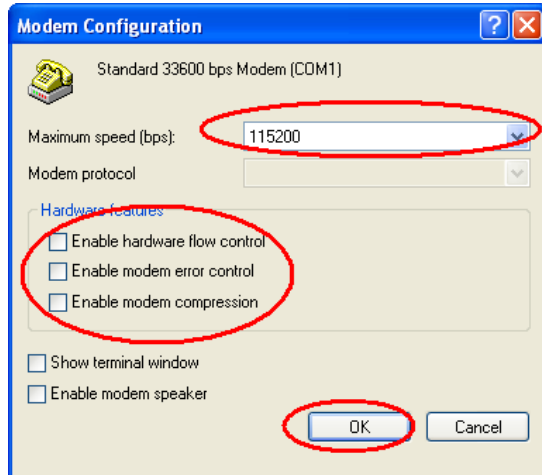 Modem Configuration
Standard 33600 bps Modem (COM1)
Maximum speed (bps): 115200
Modem protocol
Hardware features
Enable hardware flow control
Enable modem error control
Enable modem compression
Show terminal window
Enable modem speaker
OK Cancel